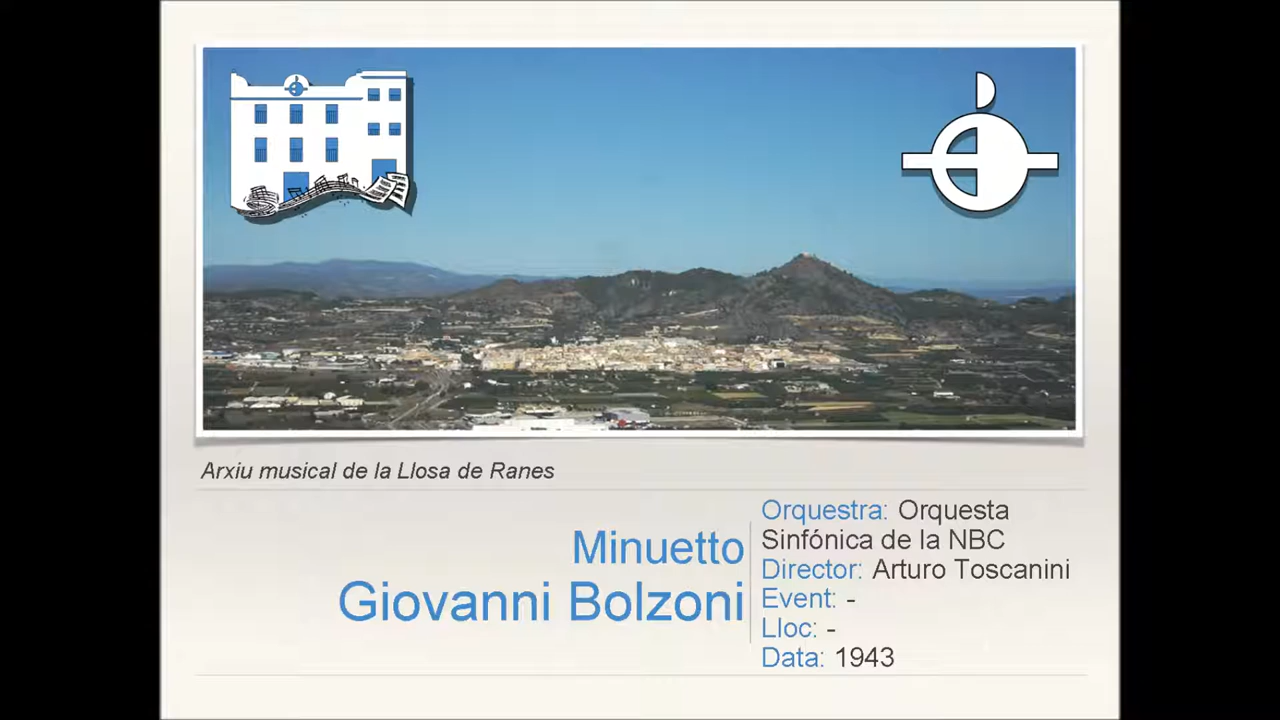 Arxiu musical de la Llosa de Ranes
Minuetto
Giovanni Bolzoni
Orquestra: Orquesta
Sinfónica de la NBC
Director: Arturo Toscanini
Event: -
Lloc: -
Data: 1943